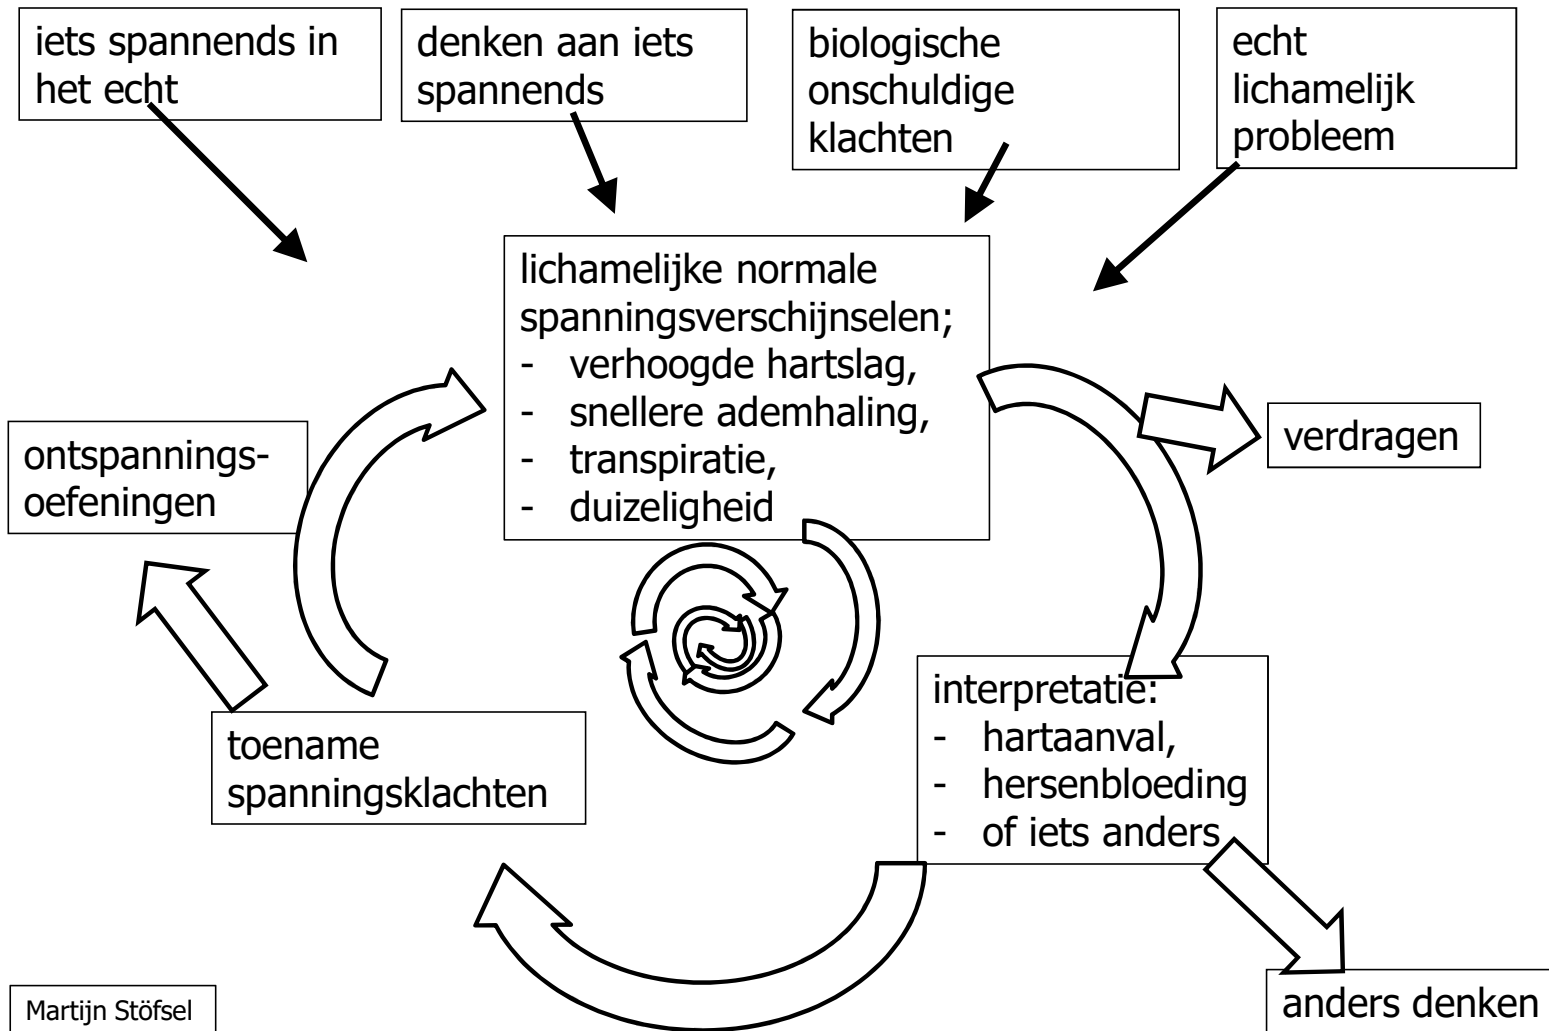 iets spannends in
het echt
denken aan iets
spannends
biologische
onschuldige
klachten
echt
lichamelijk
probleem
lichamelijke normale
spanningsverschijnselen;
- verhoogde hartslag,
- snellere ademhaling,
- transpiratie,
- duizeligheid
verdragen
ontspannings-
oefeningen
interpretatie:
- hartaanval,
- hersenbloeding
- of iets anders
toename
spanningsklachten
anders denken
Martijn Stöfsel